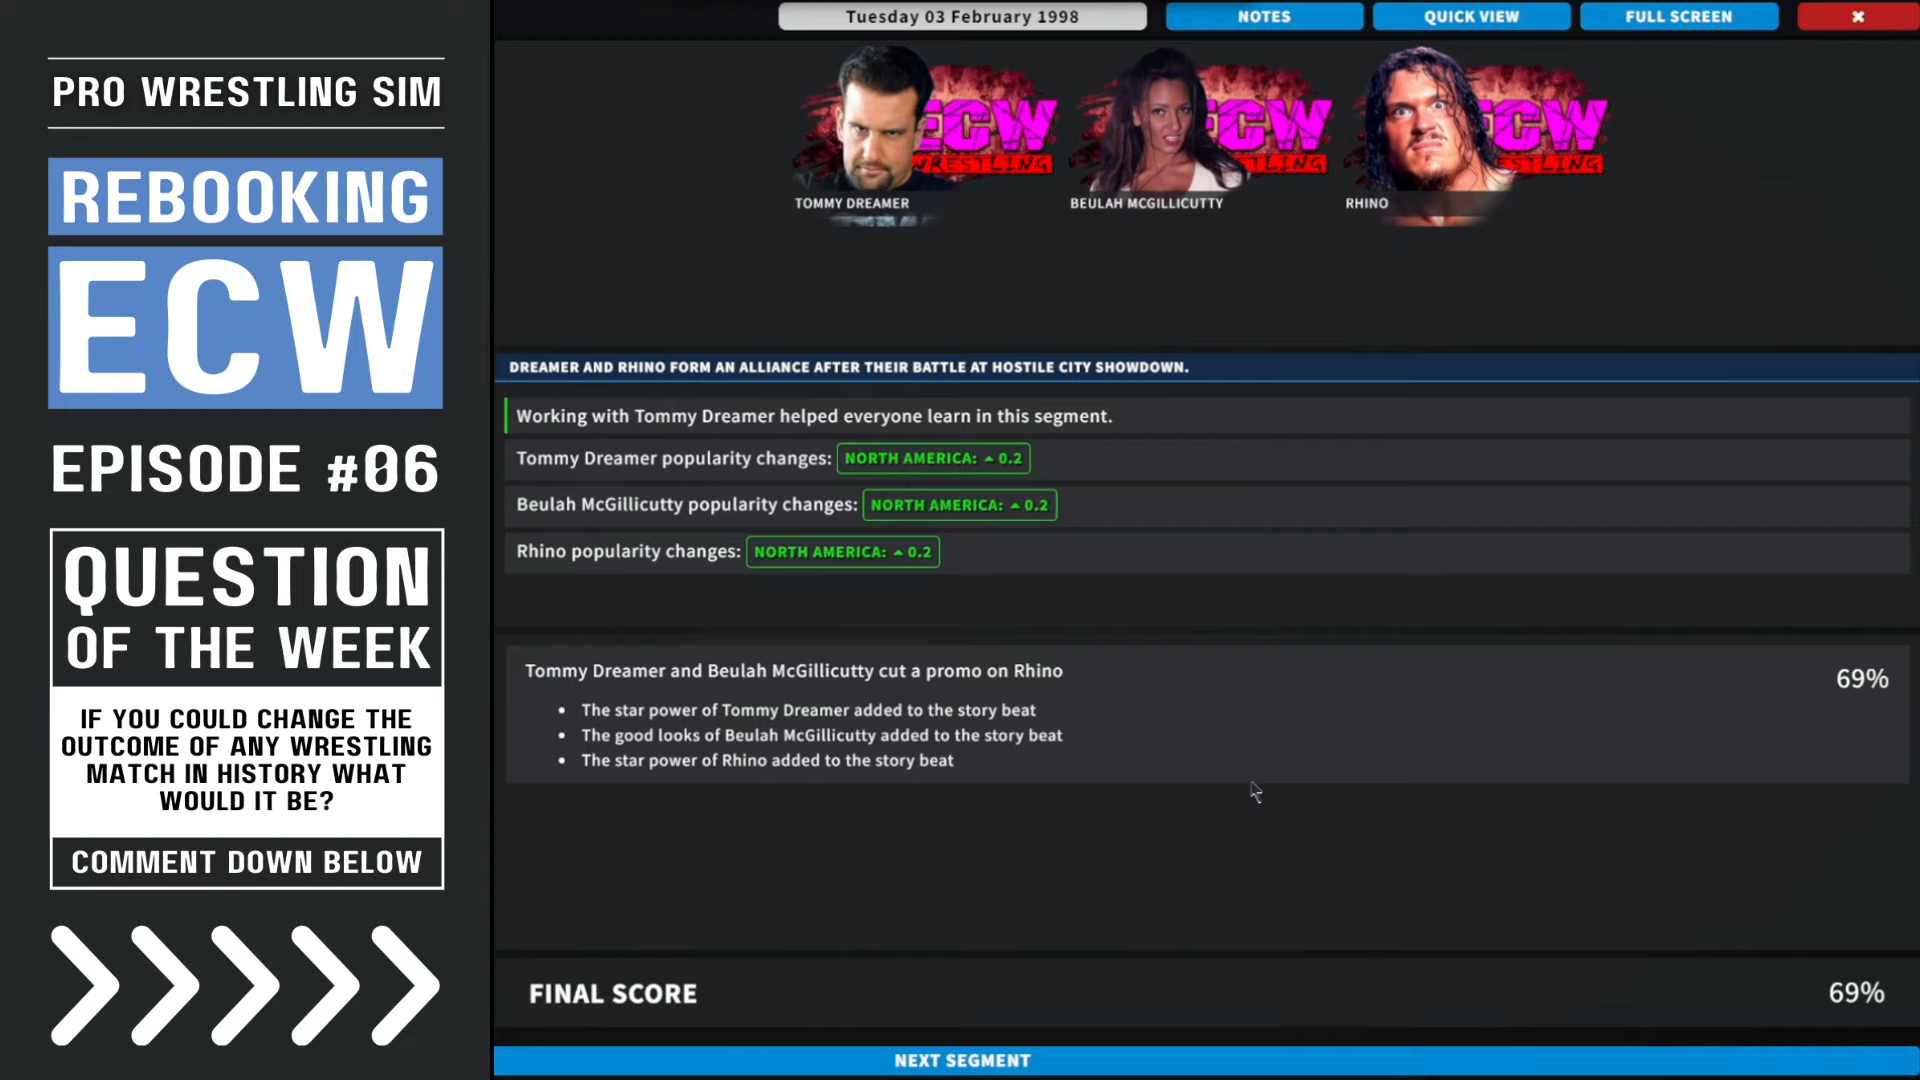 PRO WRESTLING SIM
REBOOKING
ECW
EPISODE #06
QUESTION
OF THE WEEK
IF YOU COULD CHANGE THE
OUTCOME OF ANY WRESTLING
MATCH IN HISTORY WHAT
WOULD IT BE?
COMMENT DOWN BELOW
Tuesday 03 February 1998
NOTES
QUICK VIEW
FULL SCREEN
ECW
WRESTLING
TOMMY DREAMER
ECW
STLING
BEULAH MCGILLICUTTY
ECW
STLING
RHINO
DREAMER AND RHINO FORM AN ALLIANCE AFTER THEIR BATTLE AT HOSTILE CITY SHOWDOWN.
Working with Tommy Dreamer helped everyone learn in this segment.
Tommy Dreamer popularity changes: NORTH AMERICA: 0.2
Beulah McGillicutty popularity changes: NORTH AMERICA: 0.2
Rhino popularity changes: NORTH AMERICA: 0.2
Tommy Dreamer and Beulah McGillicutty cut a promo on Rhino
69%
• The star power of Tommy Dreamer added to the story beat
• The good looks of Beulah McGillicutty added to the story beat
• The star power of Rhino added to the story beat
FINAL SCORE
69%
NEXT SEGMENT